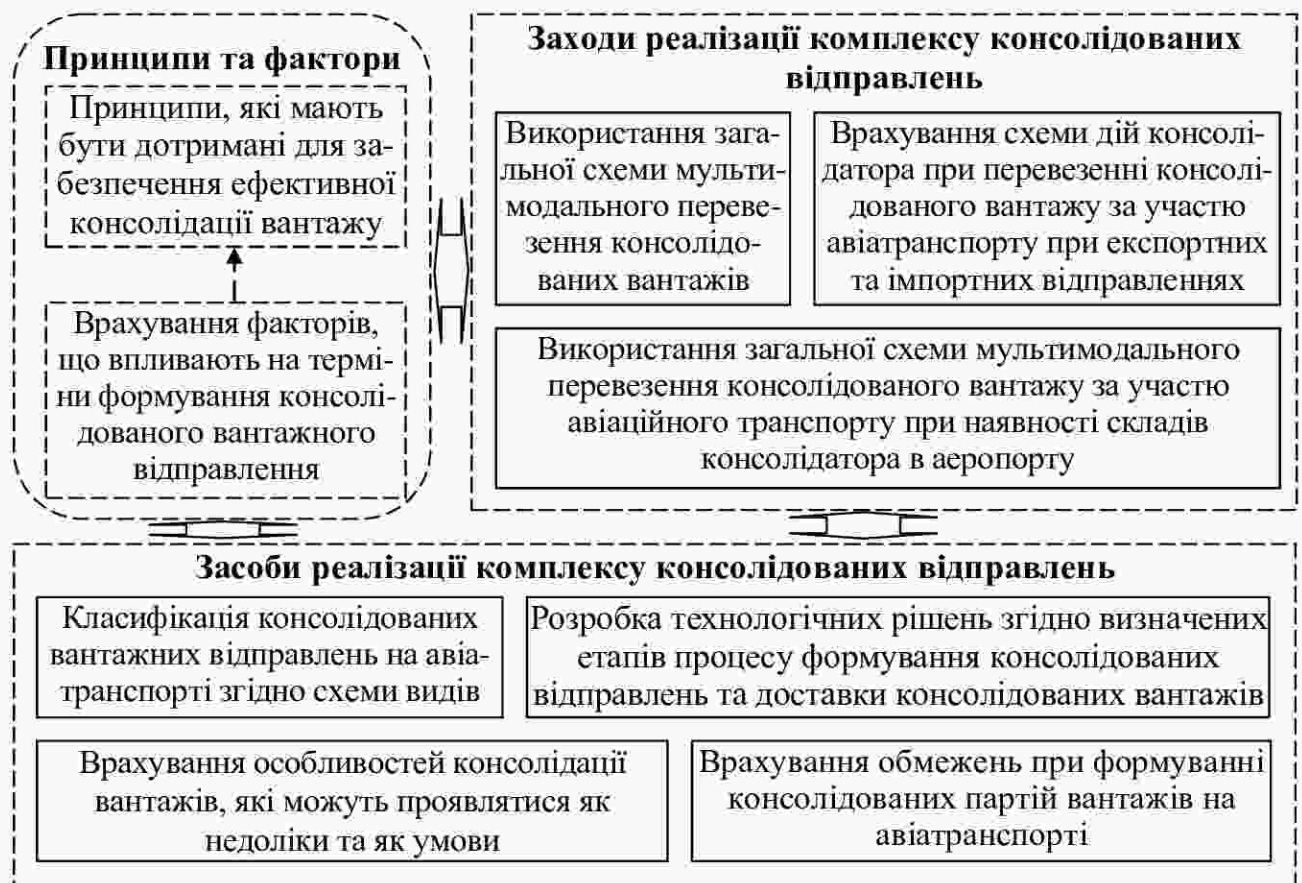 Принципи та фактори
Принципи, які мають
бути дотримані для за-
безпечення ефективної
консолідації вантажу
Врахування факторів,
що впливають на термі
ни формування консолі-
дованого вантажного
відправлення
Заходи реалізації комплексу консолідованих
відправлень
Використання зага-
льної схеми мульти-
модального переве-
зення консолідо-
ваних вантажів
Врахування схеми дій консолі-
датора при перевезенні консолі-
дованого вантажу за участю
авіатранспорту при експортних
та імпортних відправленнях
Використання загальної схеми мультимодального
перевезення консолідованого вантажу за участю
авіаційного транспорту при наявності складів
консолідатора в аеропорту
Засоби реалізації комплексу консолідованих відправлень
Класифікація консолідованих
вантажних відправлень на авіа-
транспорті згідно схеми видів
Розробка технологічних рішень згідно визначених
етапів процесу формування консолідованих
відправлень та доставки консолідованих вантажів
Врахування особливостей консолідації
вантажів, які можуть проявлятися як
недоліки та як умови
Врахування обмежень при формуванні
консолідованих партій вантажів на
авіатранспорті